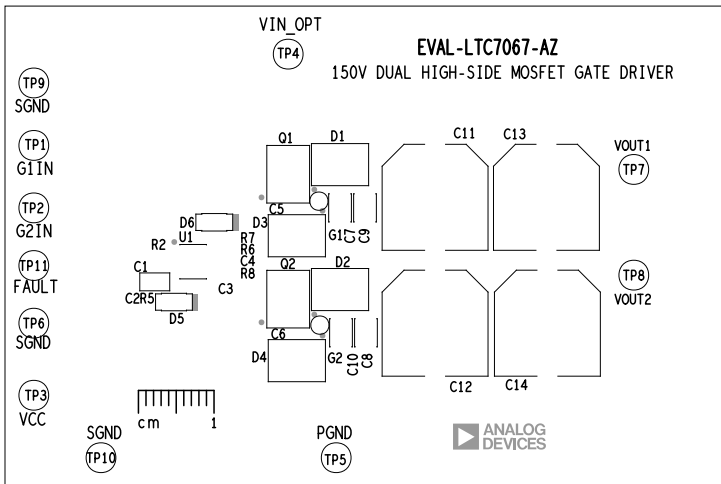 VIN_OPT
TP4
EVAL-LTC7067-AZ
150V DUAL HIGH-SIDE MOSFET GATE DRIVER
TP9
SGND
TP1
G1IN
TP2
G2IN
TP11
FAULT
TP6
SGND
TP3
VCC
Q1
D1
C11
C13
VOUT1
TP7
C5
D6
D3
G1
C7
C9
U1
R2
R7
R6
C4
R8
Q2
D2
TP8
VOUT2
C1
C2
R5
C3
D5
C6
D4
G2
C10
C8
C12
C14
cm 1
SGND
TP10
PGND
TP5
ANALOG
DEVICES